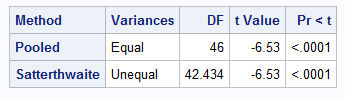 Method Variances DF t Value Pr < t
Pooled Equal 46 -6.53 <.0001
Satterthwaite Unequal 42.434 -6.53 <.0001